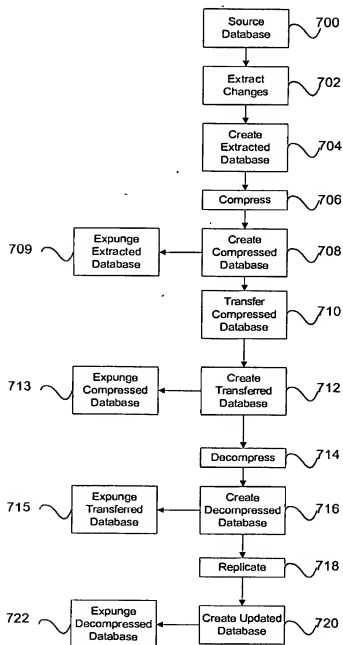 Source
Database
700
Extract
Changes
702
Create
Extracted
Database
704
Compress
706
709
Expunge
Extracted
Database
Create
Compressed
Database
708
Transfer
Compressed
Database
710
713
Expunge
Compressed
Database
Create
Transferred
Database
712
Decompress
714
715
Expunge
Transferred
Database
Create
Decompressed
Database
716
Replicate
718
722
Expunge
Decompressed
Database
Create Updated
Database
720